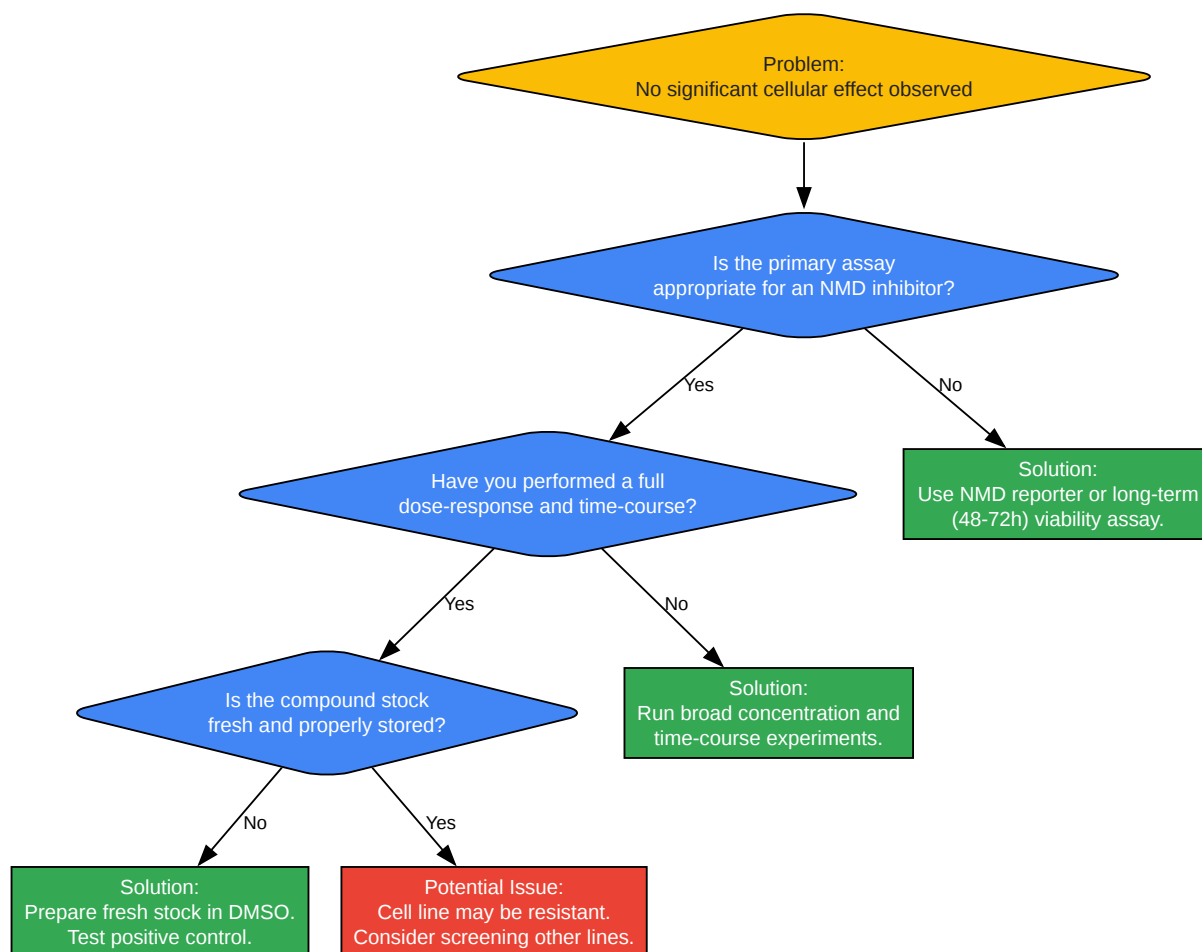 Problem:
No significant cellular effect observed
Is the primary assay
appropriate for an NMD inhibitor?
Yes
No
Have you performed a full
dose-response and time-course?
Solution:
Use NMD reporter or long-term
(48-72h) viability assay.
Yes
No
Is the compound stock
fresh and properly stored?
Solution:
Run broad concentration and
time-course experiments.
No
Yes
Solution:
Prepare fresh stock in DMSO.
Test positive control.
Potential Issue:
Cell line may be resistant.
Consider screening other lines.